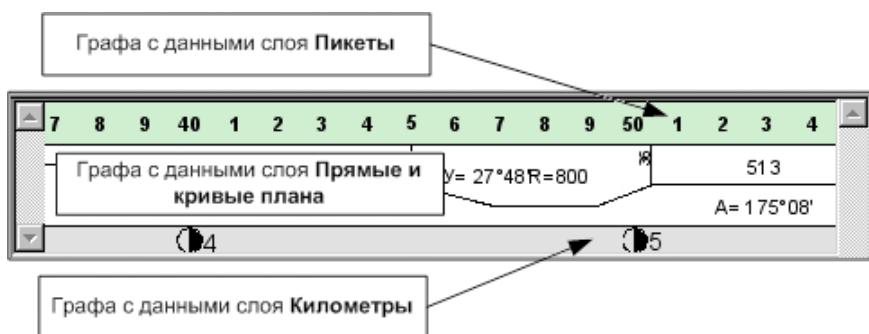 Графа с данными слоя Пикеты
7 8 9 40 1 2 3 4 5 6 7 8 9 50 1 2 3 4
Графа с данными слоя Прямые и
кривые плана
У= 27°48'R=800
513
A= 175°08'
4 5
Графа с данными слоя Километры